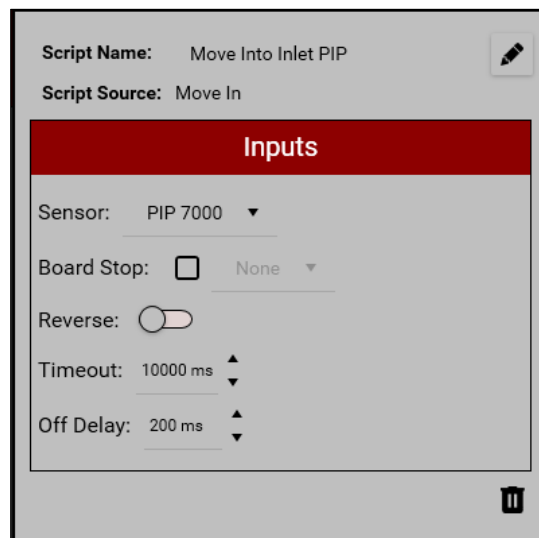 Script Name: Move Into Inlet PIP
Script Source: Move In
Inputs
Sensor: PIP 7000
Board Stop: None
Reverse:
Timeout: 10000 ms
Off Delay: 200 ms